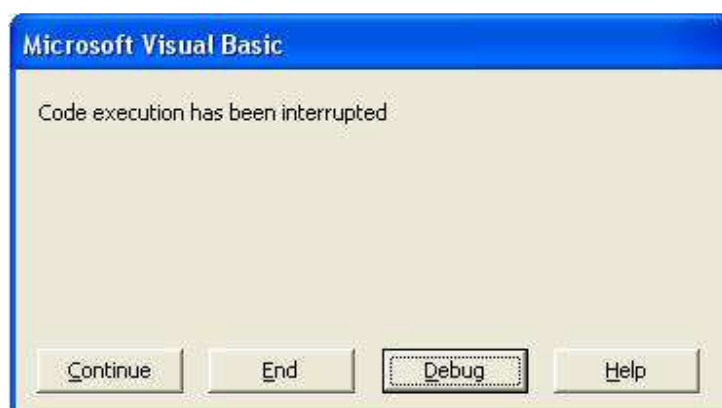 Microsoft Visual Basic
Code execution has been interrupted
Continue End Debug Help